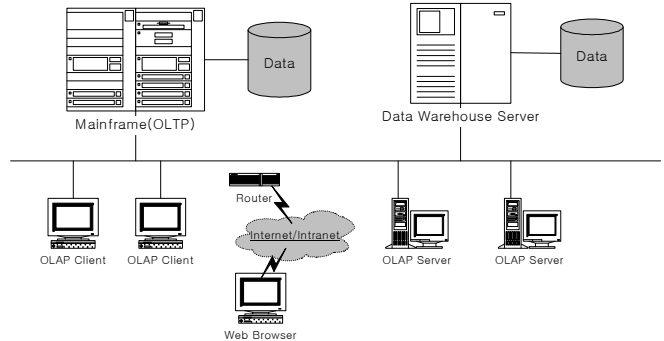 Data
Data
Mainframe(OLTP)
Data Warehouse Server
Router
Internet/Intranet
OLAP Client
OLAP Client
OLAP Server
OLAP Server
Web Browser